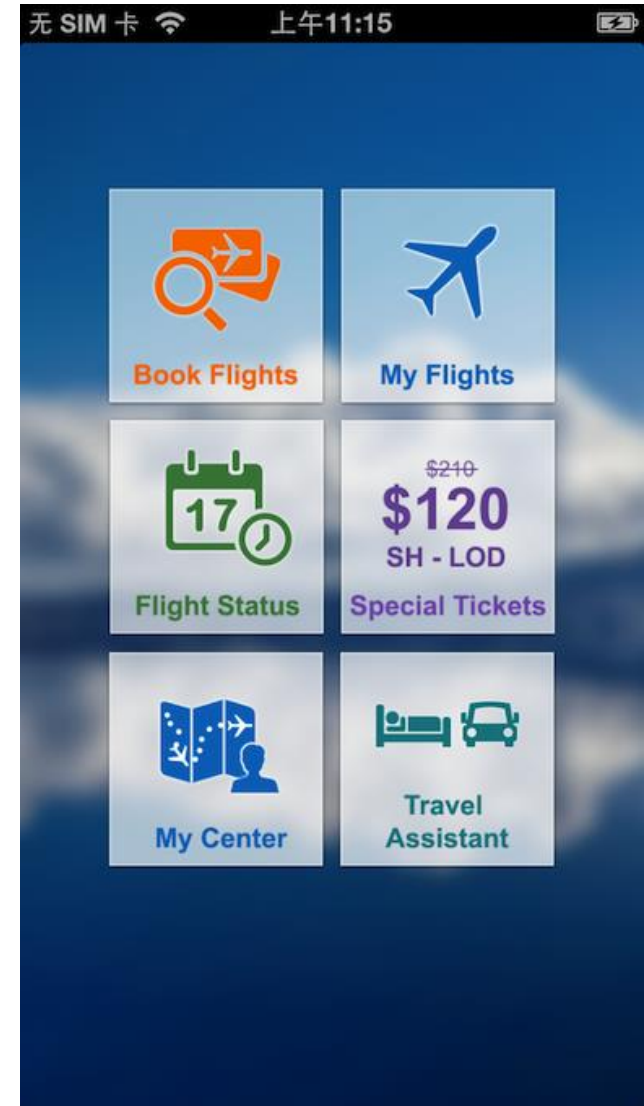 无 SIM 卡
上午11:15
Book Flights
My Flights
17
Flight Status
$210
$120
SH - LOD
Special Tickets
My Center
Travel
Assistant